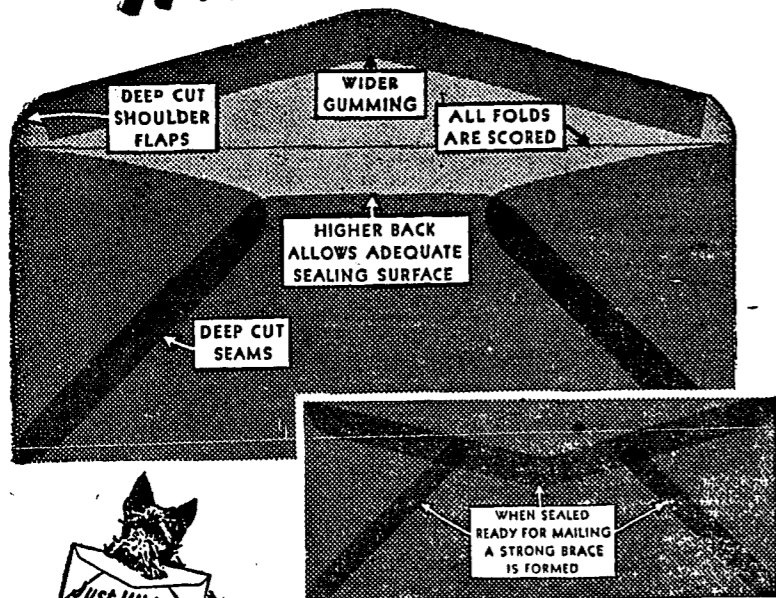 DEEP CUT
SHOULDER
FLAPS
WIDER
GUMMING
ALL FOLDS
ARE SCORED
HIGHER BACK
ALLOWS ADEQUATE
SEALING SURFACE
DEEP CUT
SEAMS
WHEN SEALED
READY FOR MAILING
A STRONG BRACE
IS FORMED
Just